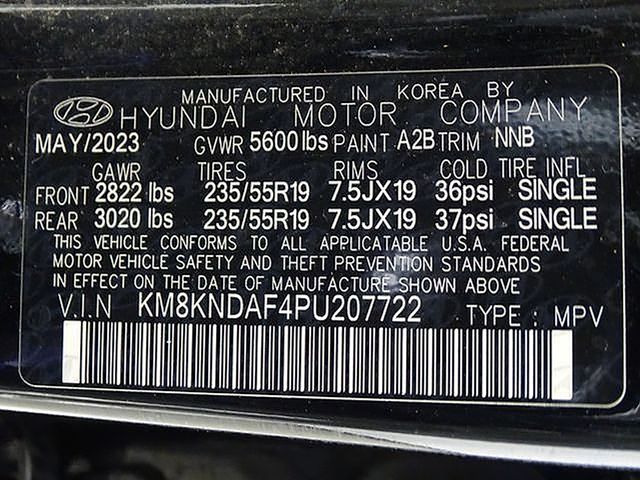 MANUFACTURED IN KOREA BY
HYUNDAI MOTOR COMPANY
MAY/2023 GVWR 5600 lbs PAINT A2B TRIM NNB
GAWR TIRES RIMS COLD TIRE INFL
FRONT 2822 lbs 235/55R19 7.5JX19 36psi SINGLE
REAR 3020 lbs 235/55R19 7.5JX19 37psi SINGLE
THIS VEHICLE CONFORMS TO ALL APPLICATABLE U.S.A. FEDERAL
MOTOR VEHICLE SAFETY AND THEFT PREVENTION STANDARDS
IN EFFECT ON THE DATE OF MANUFACTURE SHOWN ABOVE
V.I.N KM8KNDAF4PU207722 TYPE : MPV